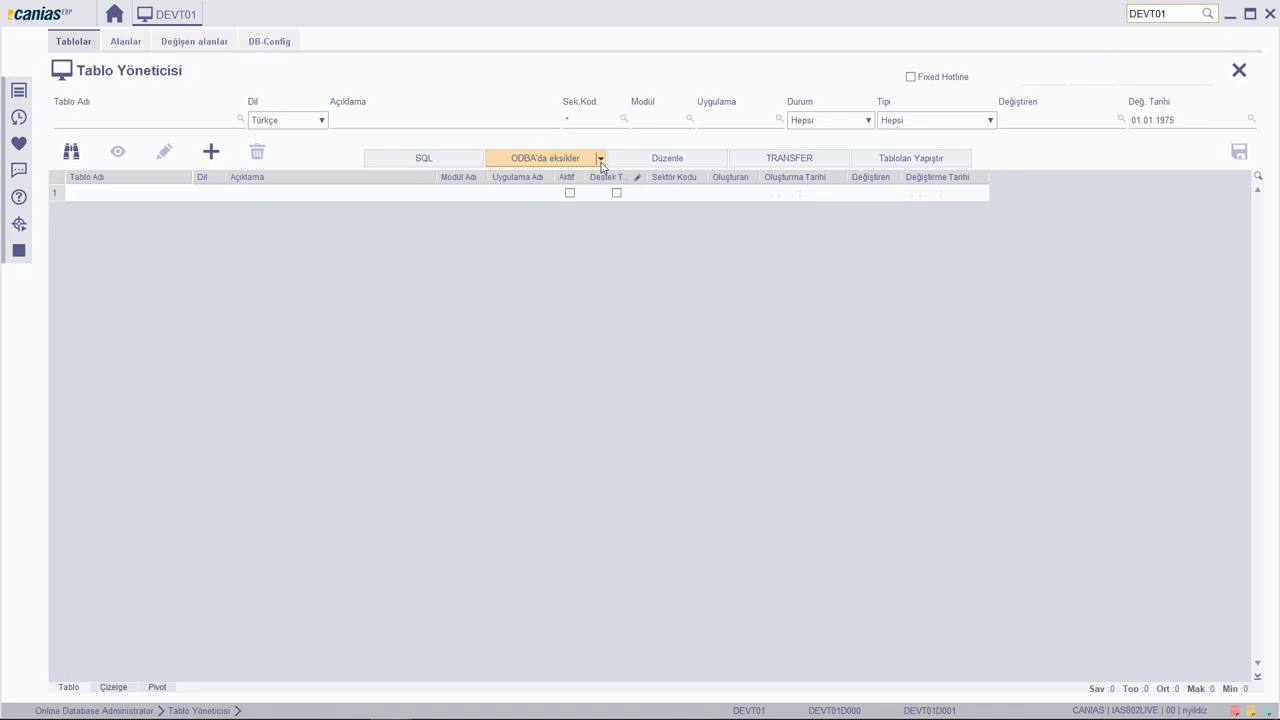 caniasERP
DEVT01
DEVT01
Tablolar
Alanlar
Değişen alanlar
DB-Config
Tablo Yöneticisi
Fixed Hotline
Tablo Adı
Dil
Açıklama
Sek.Kod.
Modül
Uygulama
Durum
Tipi
Değiştiren
Değ. Tarihi
Türkçe
*
Hepsi
Hepsi
01.01.1975
SQL
ODBA'da eksikler
Düzenle
TRANSFER
Tabloları Yapıştır
Tablo Adı
Dil
Açıklama
Modül Adı
Uygulama Adı
Aktif
Destek T...
Sektör Kodu
Oluşturan
Oluşturma Tarihi
Değiştiren
Değiştirme Tarihi
1
. . :
. . :
Tablo
Çizelge
Pivot
Say :0
Top :0
Ort :0
Mak :0
Min :0
Online Database Administrator
Tablo Yöneticisi
DEVT01
DEVT01D000
DEVT01D001
CANIAS | IAS802LIVE | 00 | nyildiz